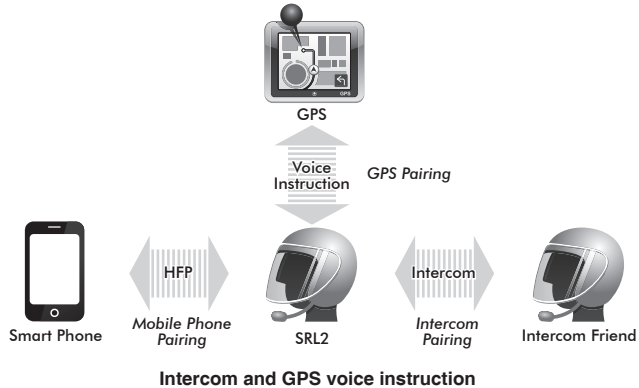 GPS
GPS
Voice
Instruction
GPS Pairing
HFP
Intercom
Mobile Phone
Pairing
Intercom
Pairing
Smart Phone
SRL2
Intercom Friend
Intercom and GPS voice instruction